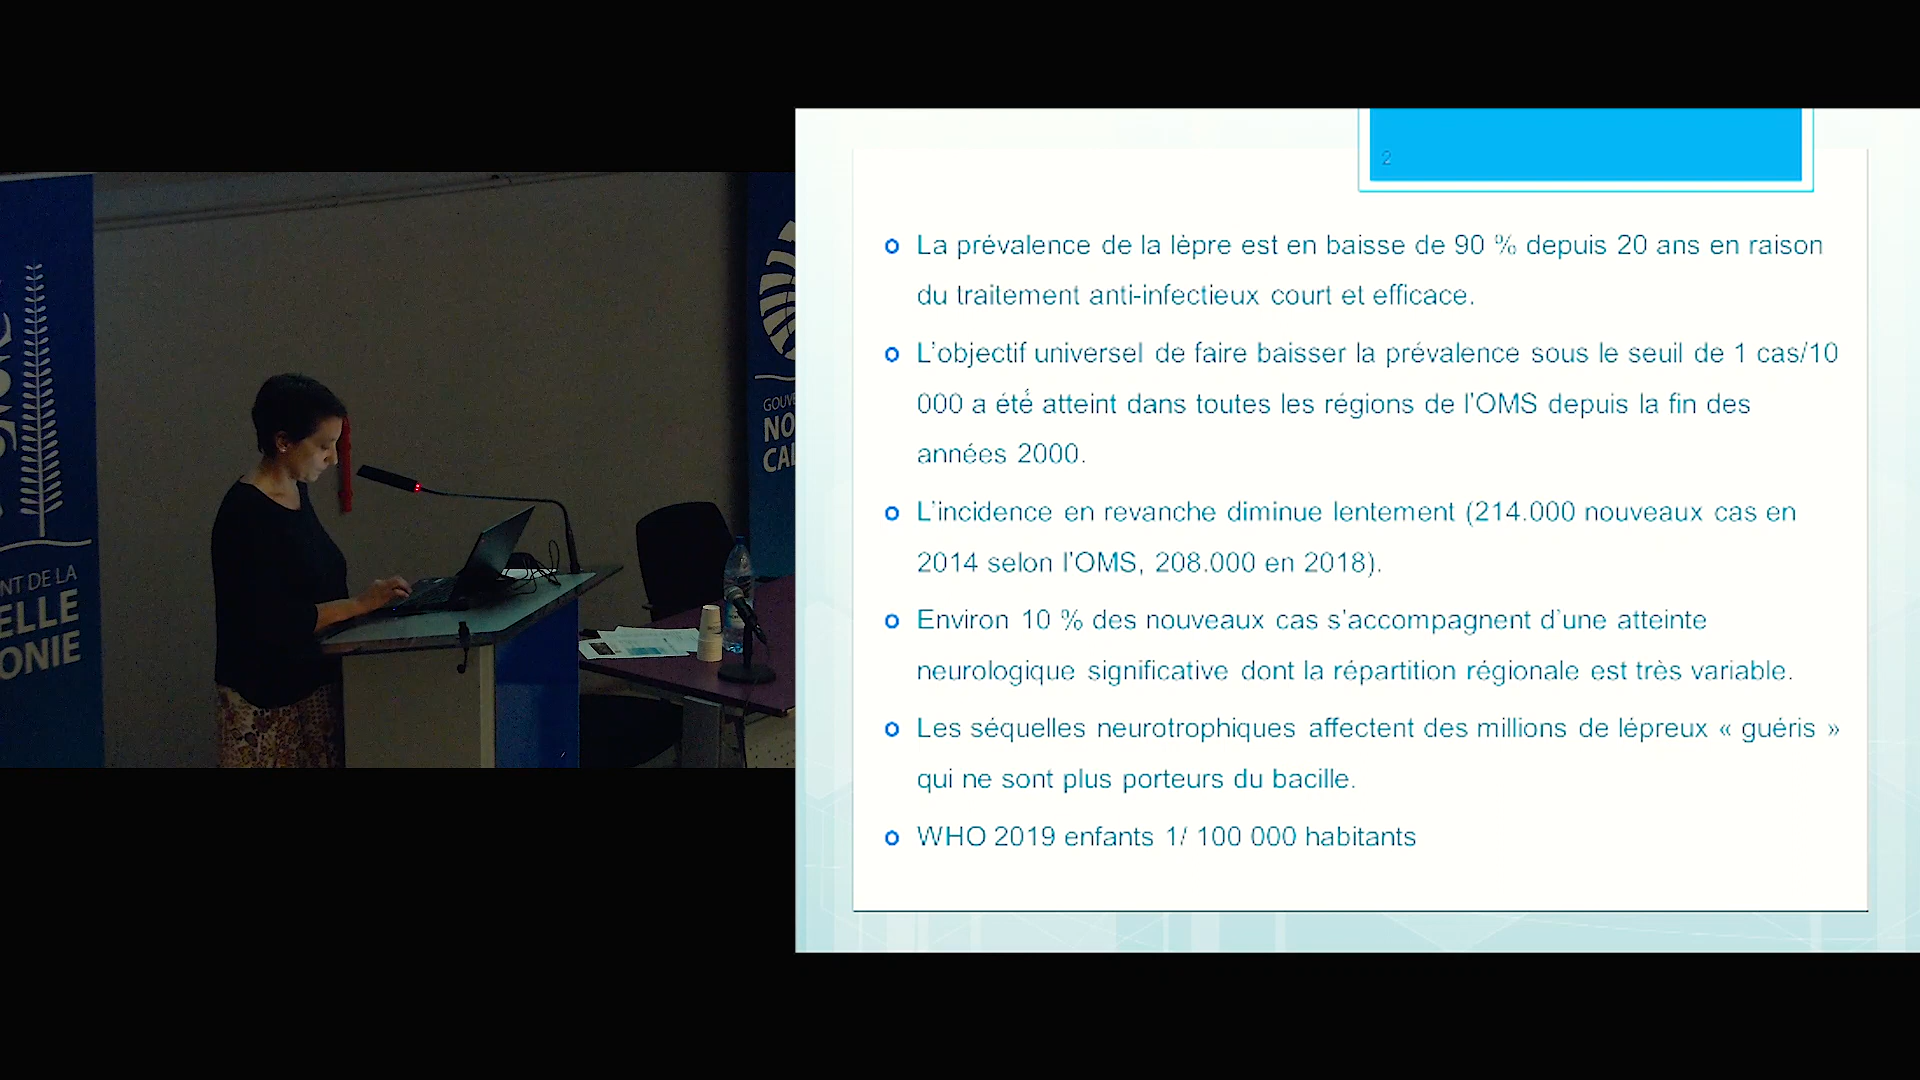 NT DE LA
ELLE
ONIE
GOUVE
NO
CAL
2
La prévalence de la lèpre est en baisse de 90 % depuis 20 ans en raison
du traitement anti-infectieux court et efficace.
L’objectif universel de faire baisser la prévalence sous le seuil de 1 cas/10
000 a été́ atteint dans toutes les régions de l’OMS depuis la fin des
années 2000.
L’incidence en revanche diminue lentement (214.000 nouveaux cas en
2014 selon l’OMS, 208.000 en 2018).
Environ 10 % des nouveaux cas s’accompagnent d’une atteinte
neurologique significative dont la répartition régionale est très variable.
Les séquelles neurotrophiques affectent des millions de lépreux « guéris »
qui ne sont plus porteurs du bacille.
WHO 2019 enfants 1/ 100 000 habitants